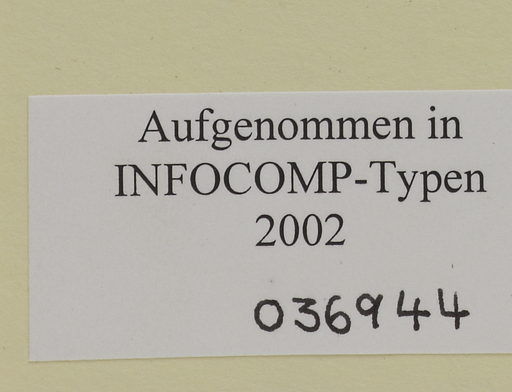 Aufgenommen in
INFOCOMP-Typen
2002
036944